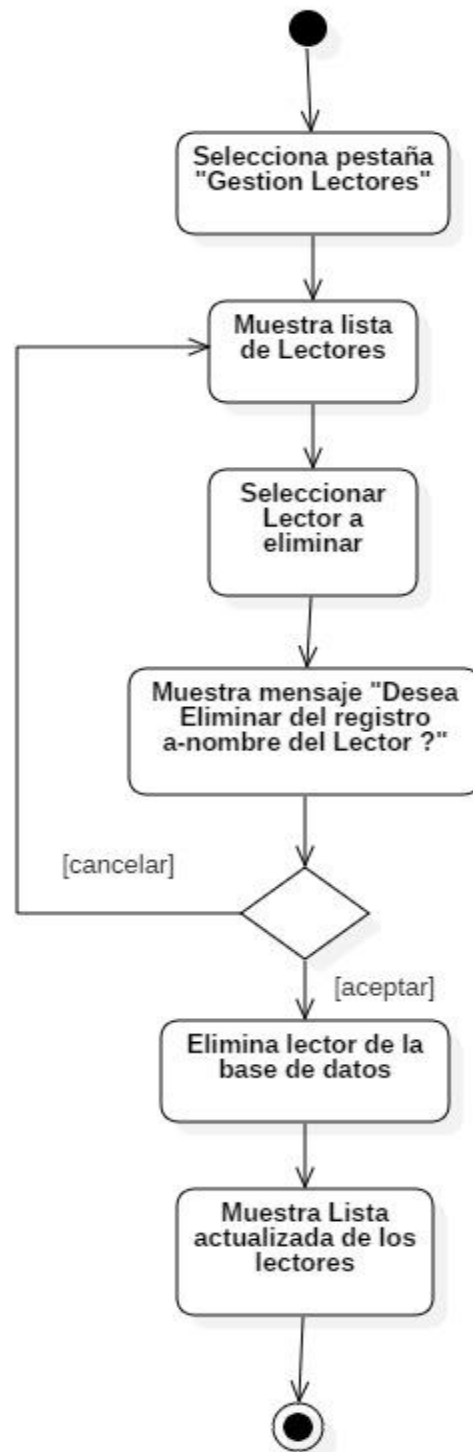 Selecciona pestaña
"Gestion Lectores"
Muestra lista
de Lectores
Seleccionar
Lector a
eliminar
Muestra mensaje "Desea
Eliminar del registro
a-nombre del Lector ?"
[cancelar]
[aceptar]
Elimina lector de la
base de datos
Muestra Lista
actualizada de los
lectores